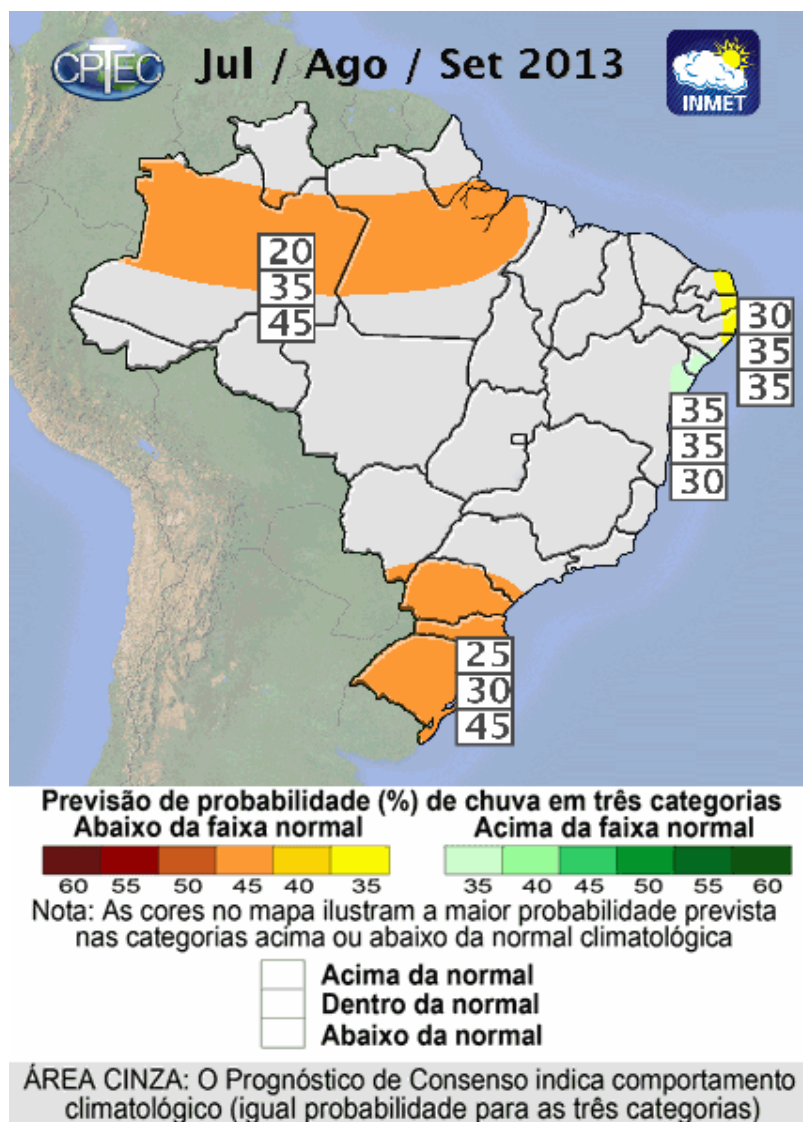 CPTEC
Jul / Ago / Set 2013
INMET
20
35
45
30
35
35
35
35
30
25
30
45
Previsão de probabilidade (%) de chuva em três categorias
Abaixo da faixa normal Acima da faixa normal
60 55 50 45 40 35 35 40 45 50 55 60
Nota: As cores no mapa ilustram a maior probabilidade prevista
nas categorias acima ou abaixo da normal climatológica
Acima da normal
Dentro da normal
Abaixo da normal
ÁREA CINZA: O Prognóstico de Consenso indica comportamento
climatológico (igual probabilidade para as três categorias)